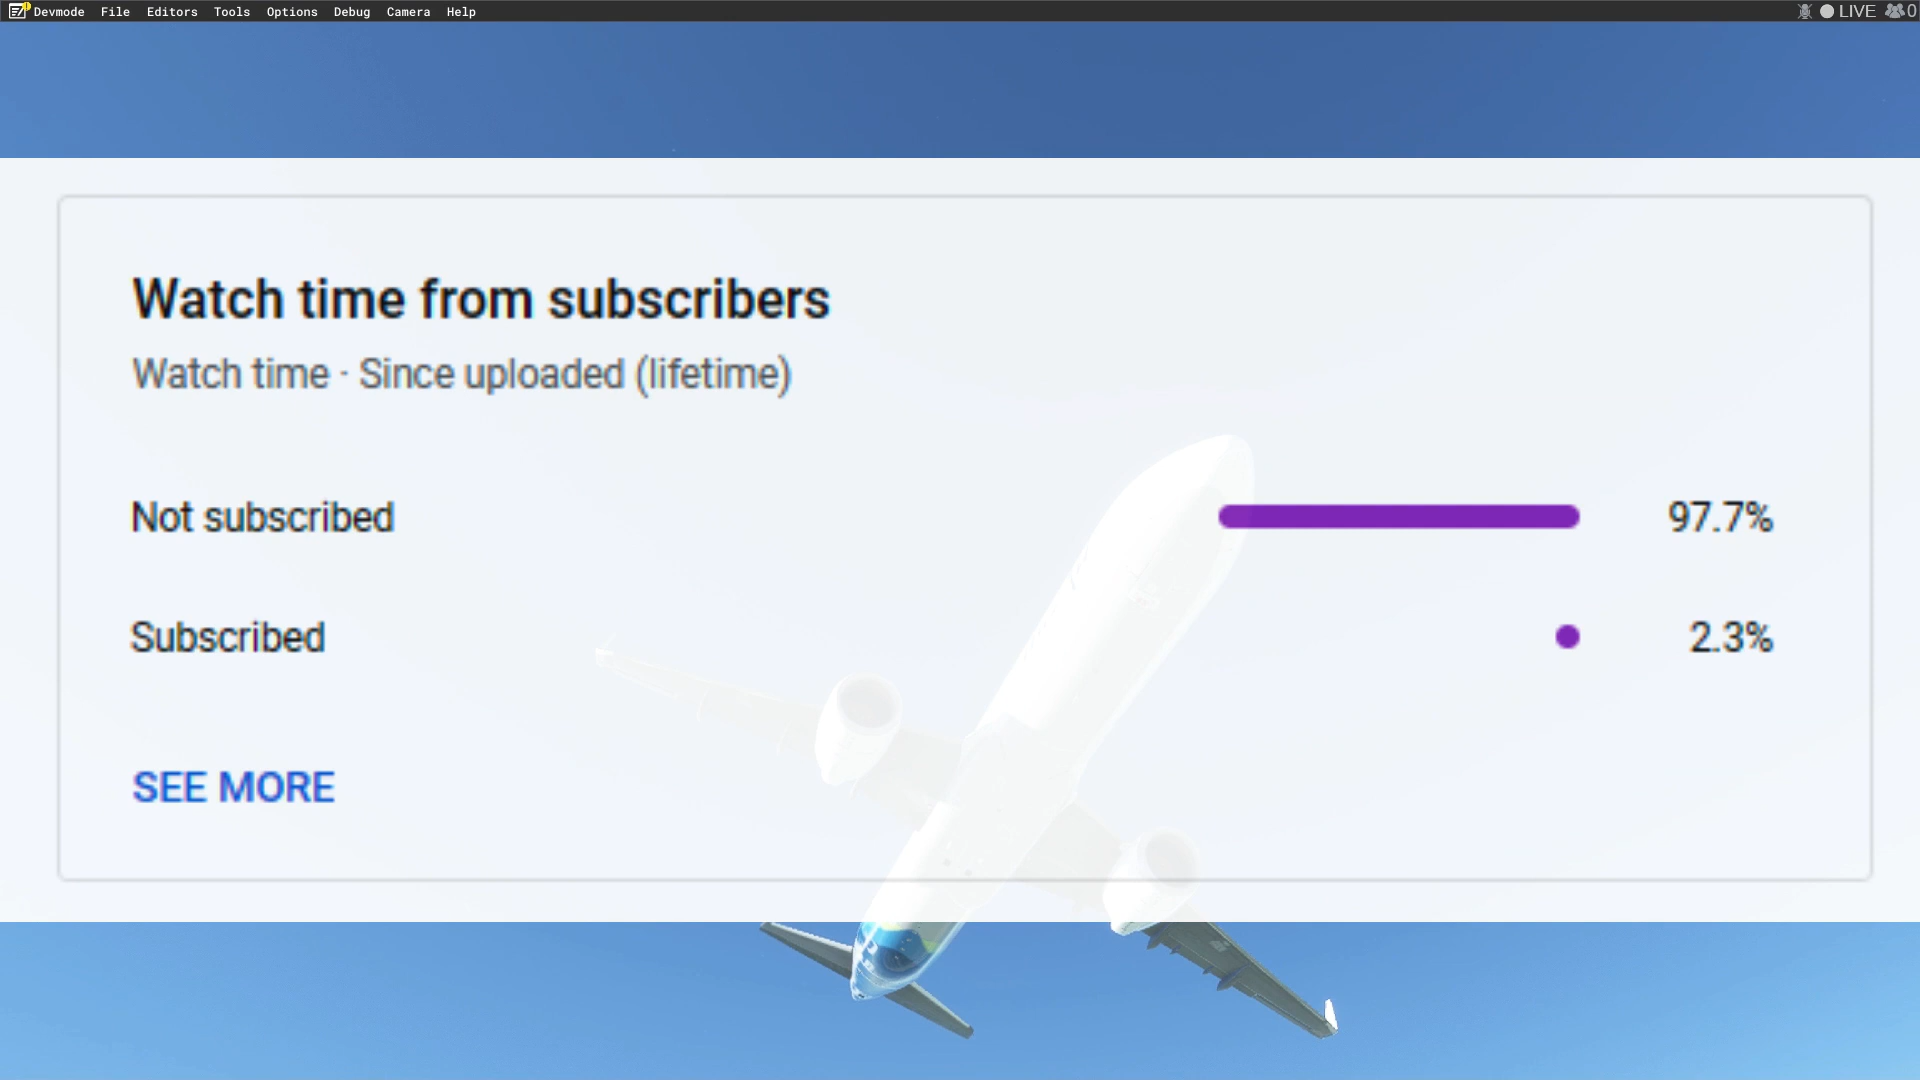 Devmode File Editors Tools Options Debug Camera Help LIVE 0
Watch time from subscribers
Watch time · Since uploaded (lifetime)
Not subscribed 97.7%
Subscribed 2.3%
SEE MORE